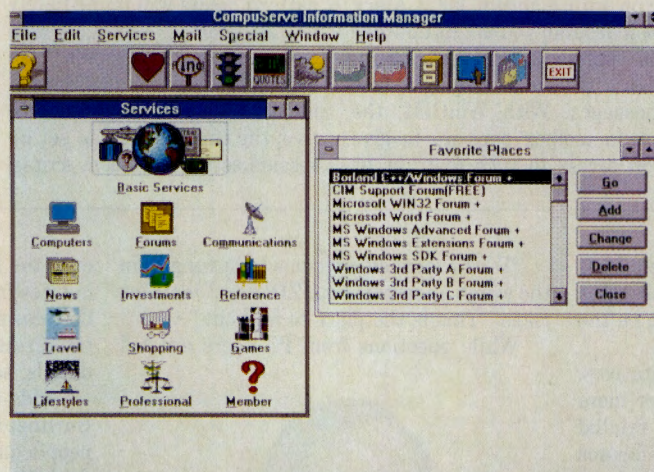 CompuServe Information Manager
File Edit Services Mail Special Window Help
QUOTES
EXIT
Services
Basic Services
Computers Forums Communications
News Investments Reference
Travel Shopping Games
Lifestyles Professional Member
Favorite Places
Borland C++/Windows Forum +
CIM Support Forum(FREE)
Microsoft WIN32 Forum +
Microsoft Word Forum +
MS Windows Advanced Forum +
MS Windows Extensions Forum +
MS Windows SDK Forum +
Windows 3rd Party A Forum +
Windows 3rd Party B Forum +
Windows 3rd Party C Forum +
Go
Add
Change
Delete
Close